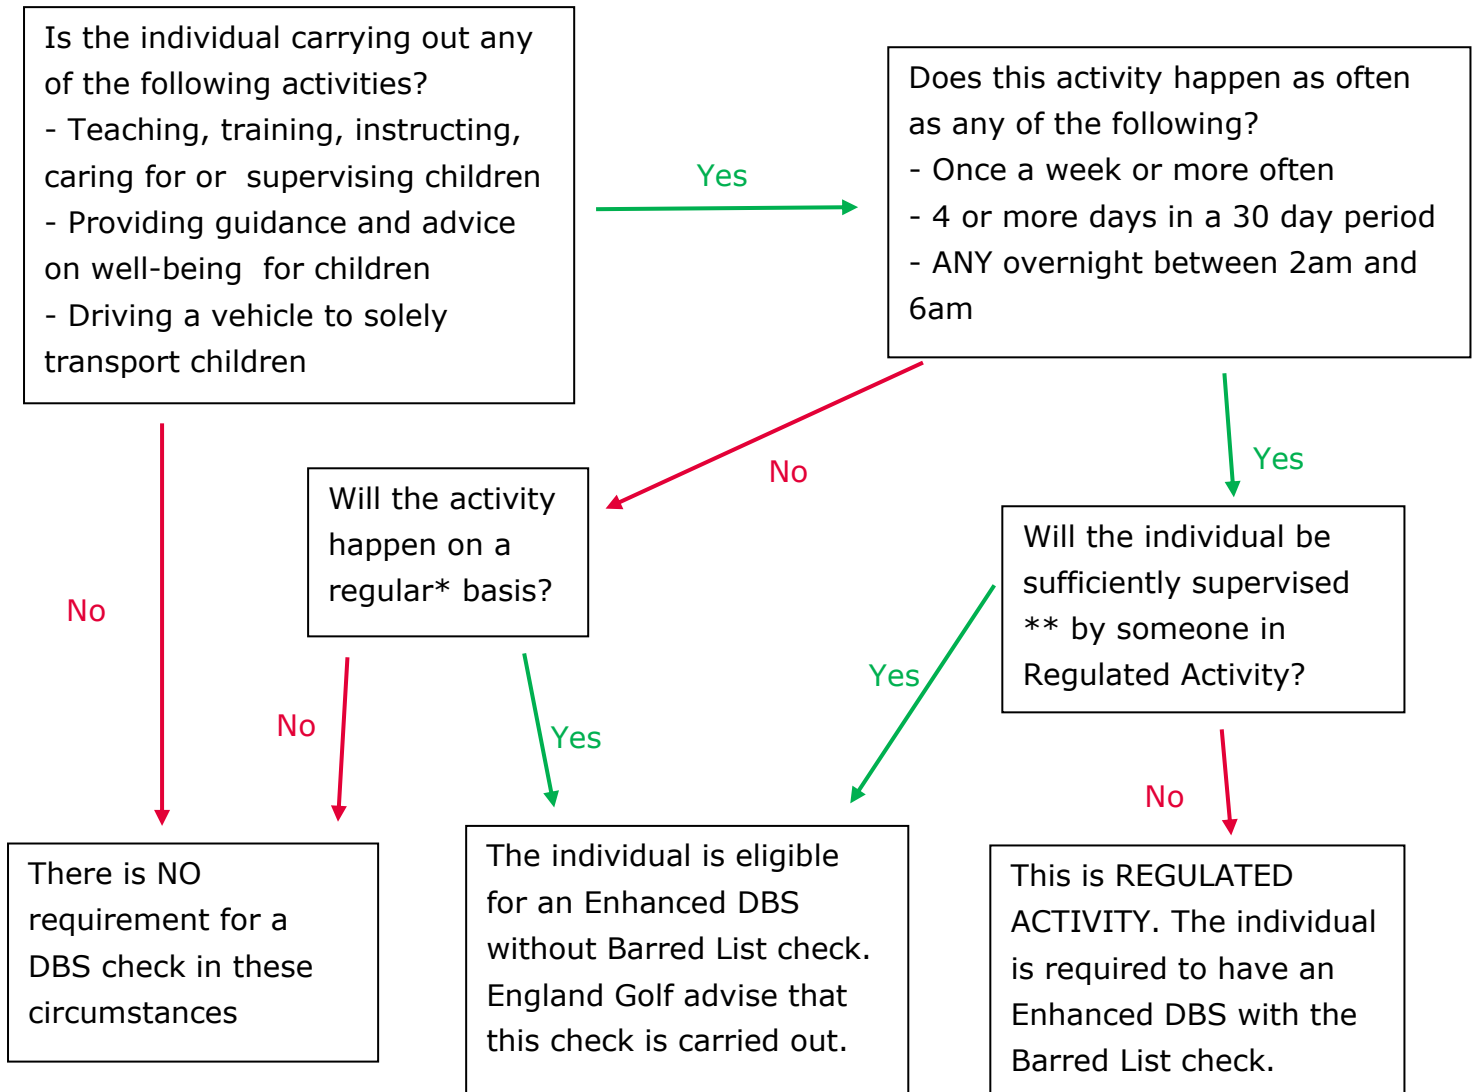 Is the individual carrying out any
of the following activities?
- Teaching, training, instructing,
caring for or  supervising children
- Providing guidance and advice
on well-being  for children
- Driving a vehicle to solely
transport children
Yes
Does this activity happen as often
as any of the following?
- Once a week or more often
- 4 or more days in a 30 day period
- ANY overnight between 2am and
6am
No
No
Yes
Will the activity
happen on a
regular* basis?
Will the individual be
sufficiently supervised
** by someone in
Regulated Activity?
No
Yes
Yes
No
There is NO
requirement for a
DBS check in these
circumstances
The individual is eligible
for an Enhanced DBS
without Barred List check.
England Golf advise that
this check is carried out.
This is REGULATED
ACTIVITY. The individual
is required to have an
Enhanced DBS with the
Barred List check.